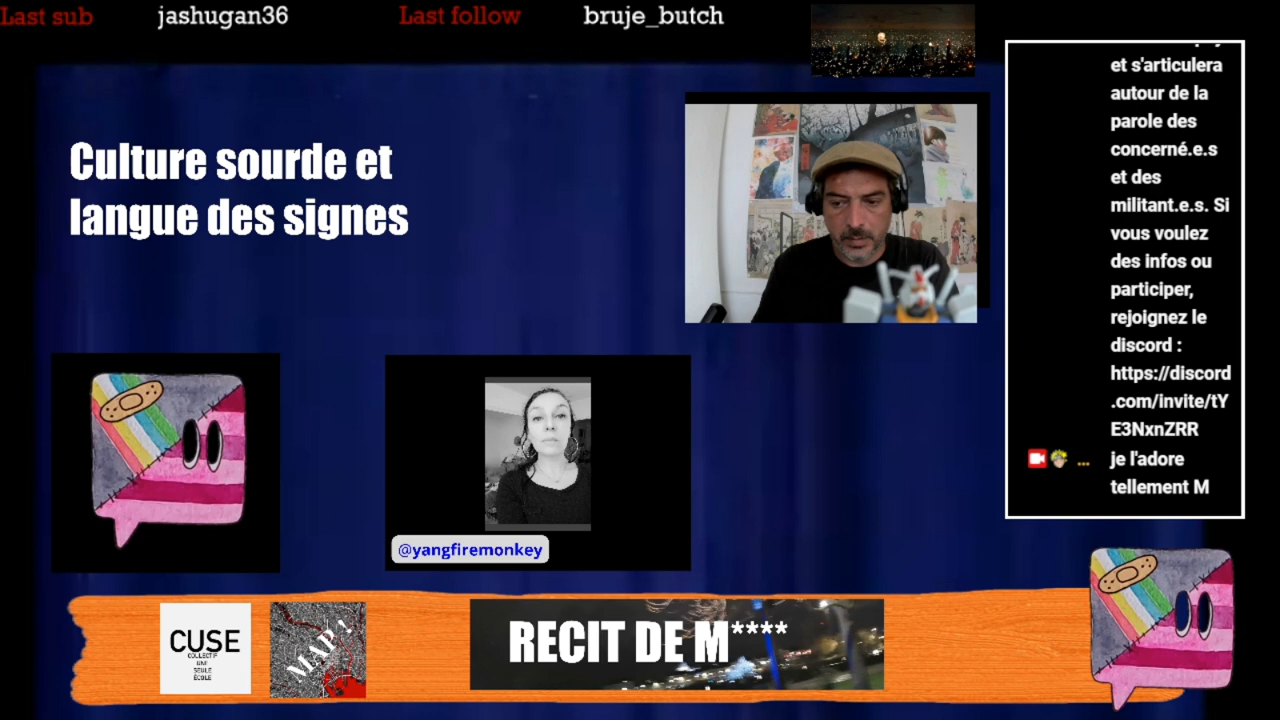 Last sub
jashugan36
Last follow
bruje_butch
et s'articulera
autour de la
parole des
concerné.e.s
et des
militant.e.s. Si
vous voulez
des infos ou
participer,
rejoignez le
discord :
https://discord
.com/invite/tY
E3NxnZRR
... je l'adore
tellement M
Culture sourde et
langue des signes
@yangfiremonkey
CUSE
COLLECTIF
UNE
SEULE
ÉCOLE
MAP !
RECIT DE M****